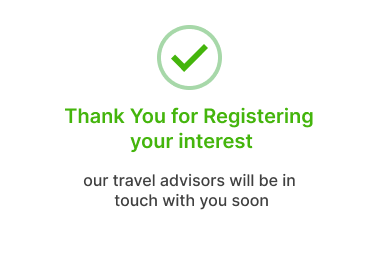 Thank You for Registering
your interest
our travel advisors will be in
touch with you soon